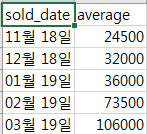 sold_date average
11월 18일 24500
12월 18일 32000
01월 19일 36000
02월 19일 73500
03월 19일 106000